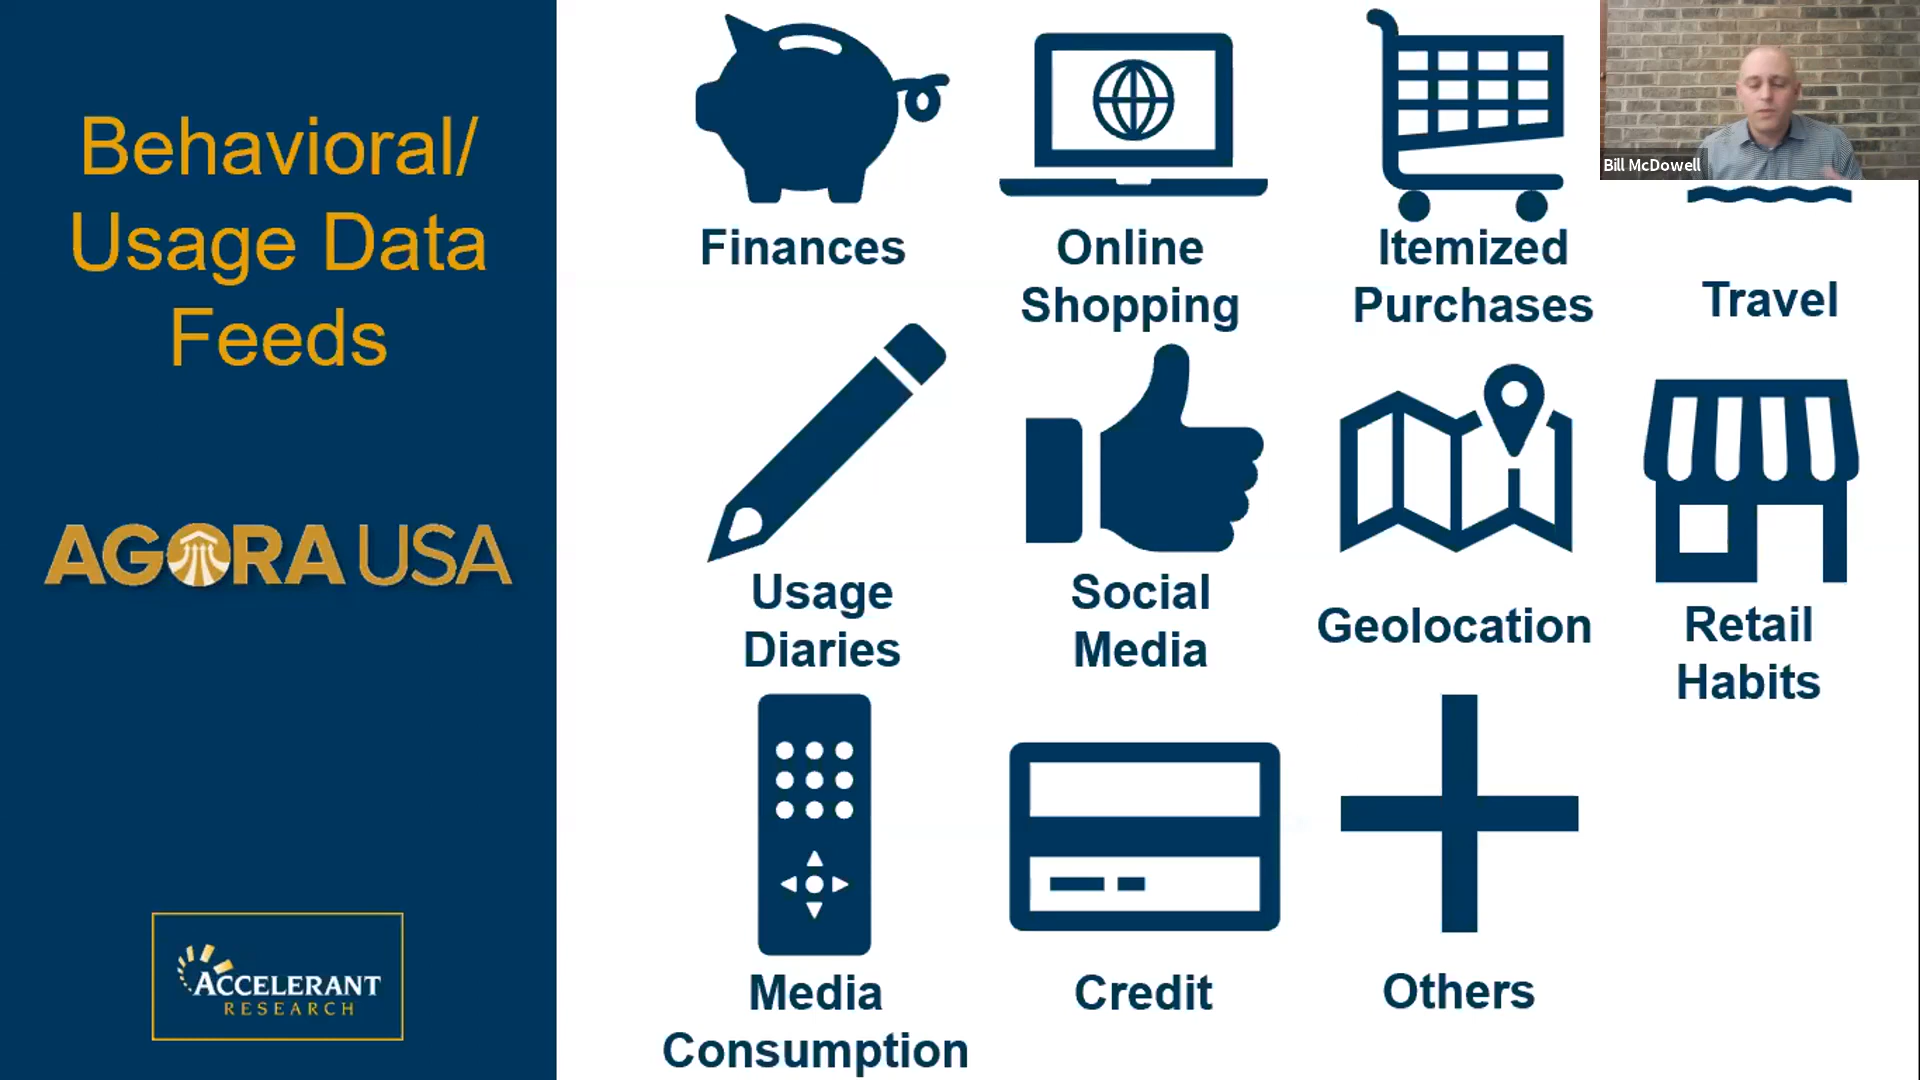 Behavioral/
Usage Data
Feeds
AGORA USA
ACCELERANT
RESEARCH
Finances
Online
Shopping
Itemized
Purchases
Travel
Usage
Diaries
Social
Media
Geolocation
Retail
Habits
Media
Consumption
Credit
Others
Bill McDowell